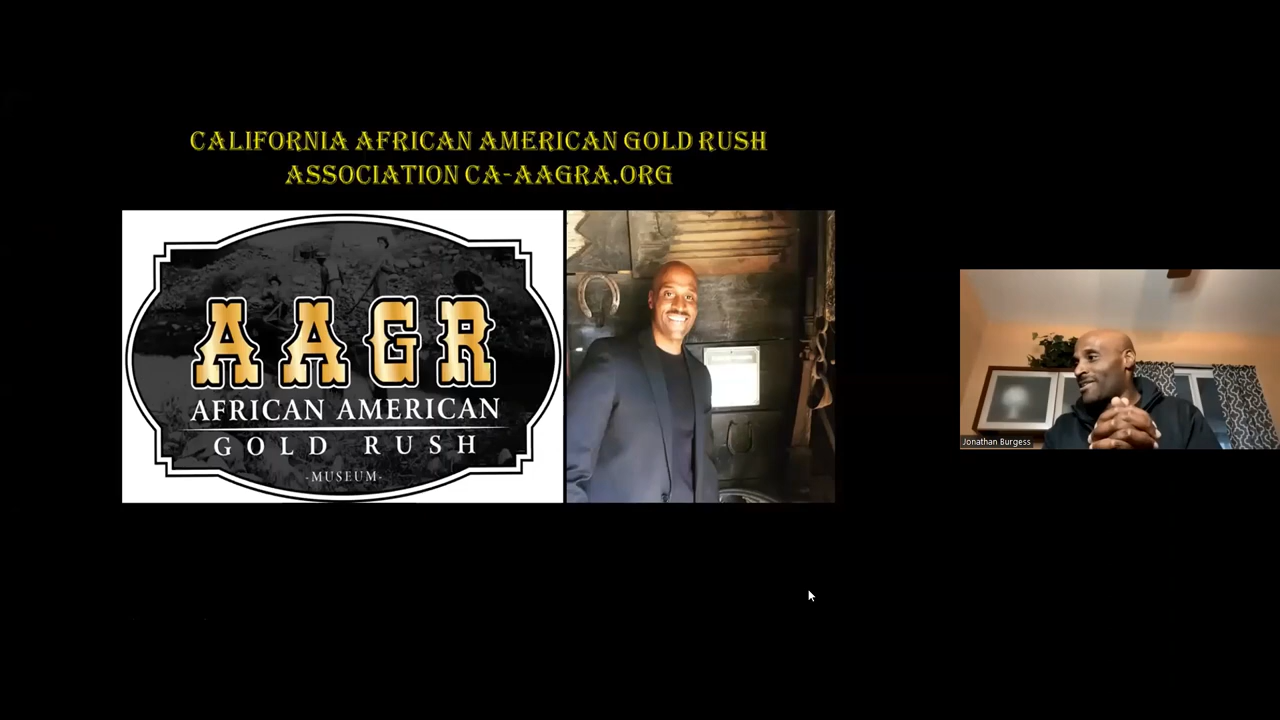 CALIFORNIA AFRICAN AMERICAN GOLD RUSH
ASSOCIATION CA-AAGRA.ORG
AAGR
AFRICAN AMERICAN
GOLD RUSH
-MUSEUM-
Jonathan Burgess